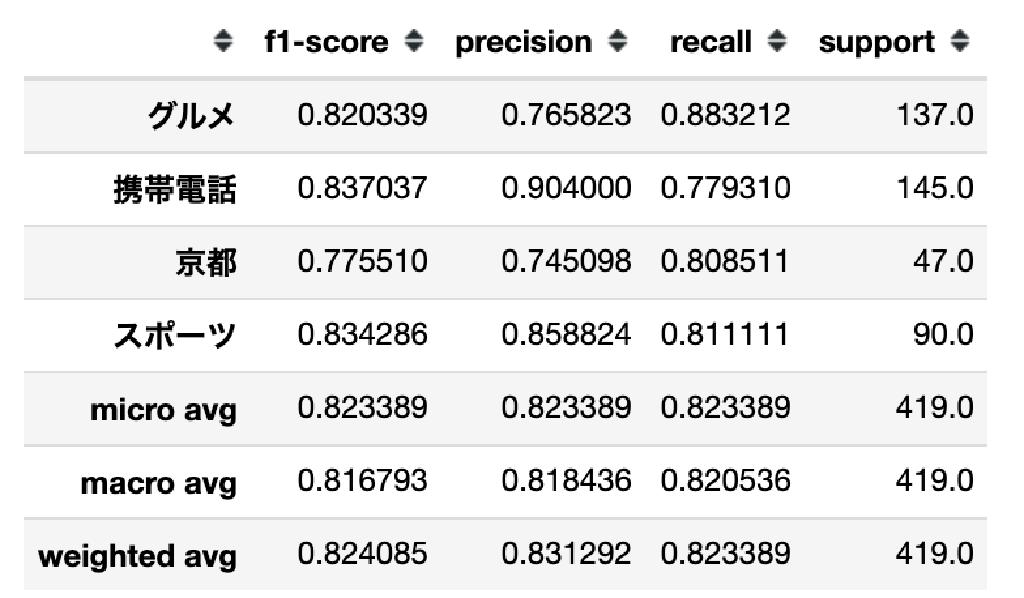 f1-score precision recall support
グルメ 0.820339 0.765823 0.883212 137.0
携帯電話 0.837037 0.904000 0.779310 145.0
京都 0.775510 0.745098 0.808511 47.0
スポーツ 0.834286 0.858824 0.811111 90.0
micro avg 0.823389 0.823389 0.823389 419.0
macro avg 0.816793 0.818436 0.820536 419.0
weighted avg 0.824085 0.831292 0.823389 419.0